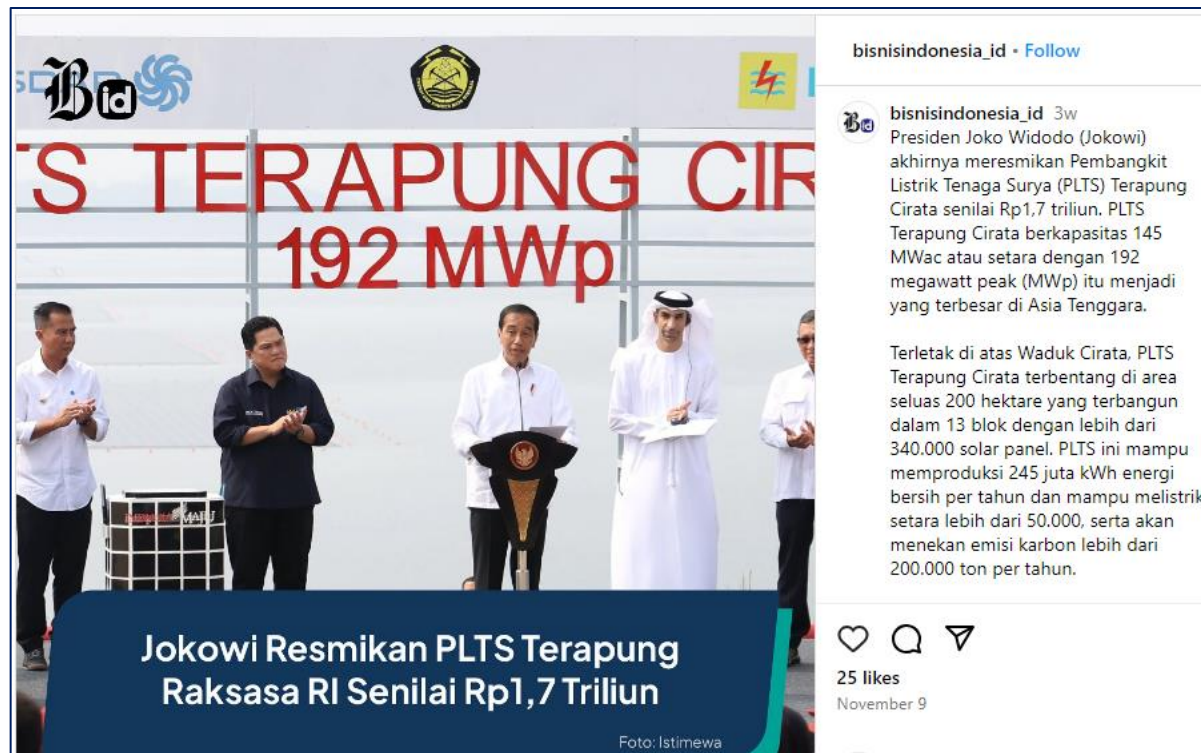 B id
TS TERAPUNG CIR
192 MWp
Jokowi Resmikan PLTS Terapung
Raksasa RI Senilai Rp1,7 Triliun
Foto: Istimewa
bisnisindonesia_id • Follow
bisnisindonesia_id 3w
Presiden Joko Widodo (Jokowi)
akhirnya meresmikan Pembangkit
Listrik Tenaga Surya (PLTS) Terapung
Cirata senilai Rp1,7 triliun. PLTS
Terapung Cirata berkapasitas 145
MWac atau setara dengan 192
megawatt peak (MWp) itu menjadi
yang terbesar di Asia Tenggara.
Terletak di atas Waduk Cirata, PLTS
Terapung Cirata terbentang di area
seluas 200 hektare yang terbangun
dalam 13 blok dengan lebih dari
340.000 solar panel. PLTS ini mampu
memproduksi 245 juta kWh energi
bersih per tahun dan mampu melistrik
setara lebih dari 50.000, serta akan
menekan emisi karbon lebih dari
200.000 ton per tahun.
25 likes
November 9